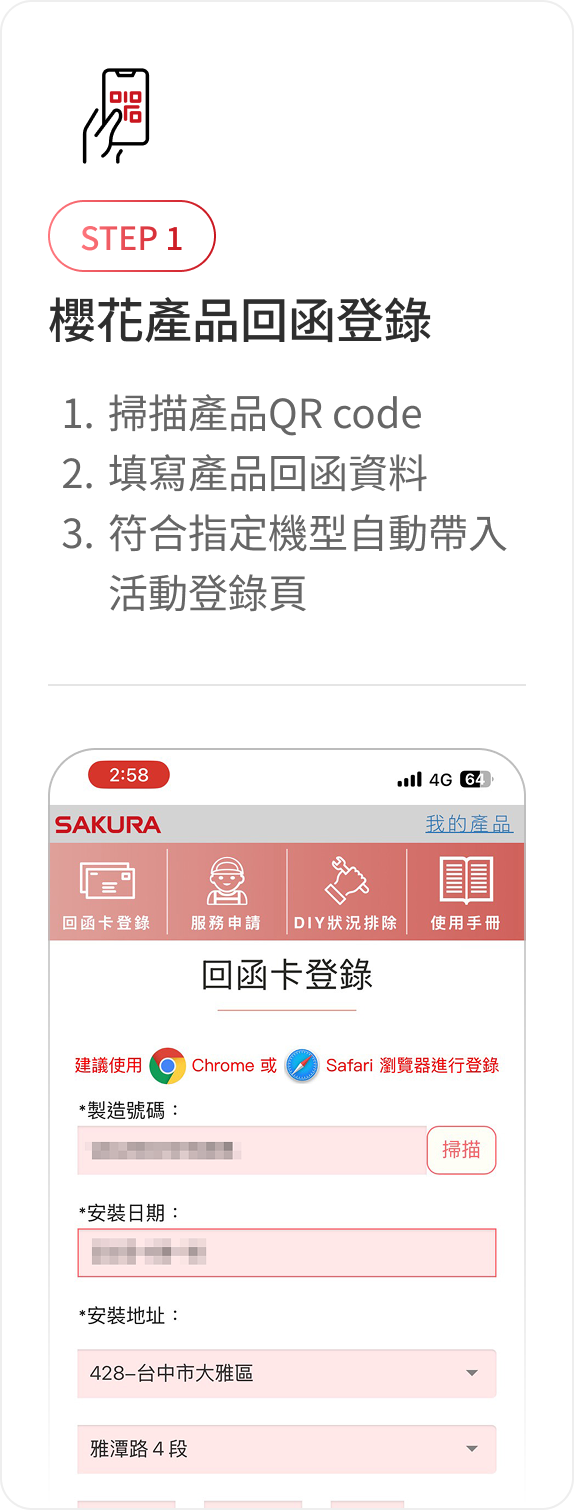 STEP 1
櫻花產品回函登錄
1. 掃描產品QR code
2. 填寫產品回函資料
3. 符合指定機型自動帶入
活動登錄頁
2:58
4G 64
SAKURA
我的產品
回函卡登錄
服務申請
DIY狀況排除
使用手冊
回函卡登錄
建議使用 Chrome 或 Safari 瀏覽器進行登錄
*製造號碼：
掃描
*安裝日期：
*安裝地址：
428–台中市大雅區
雅潭路４段